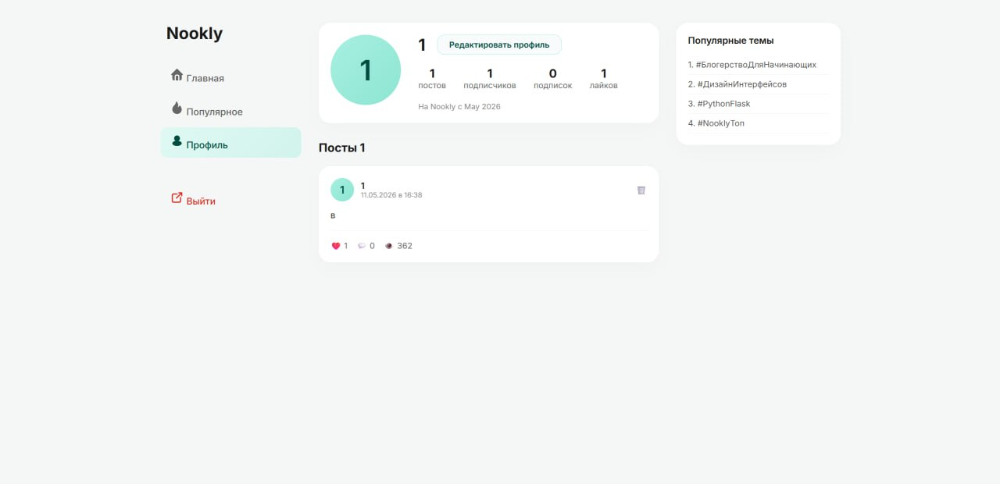 Nookly
Главная
Популярное
Профиль
Выйти
1
1 Редактировать профиль
1 1 0 1
постов подписчиков подписок лайков
На Nookly с May 2026
Посты 1
1
1
11.05.2026 в 16:38
в
1 0 362
Популярные темы
1. #БлогерствоДляНачинающих
2. #ДизайнИнтерфейсов
3. #PythonFlask
4. #NooklyТоп